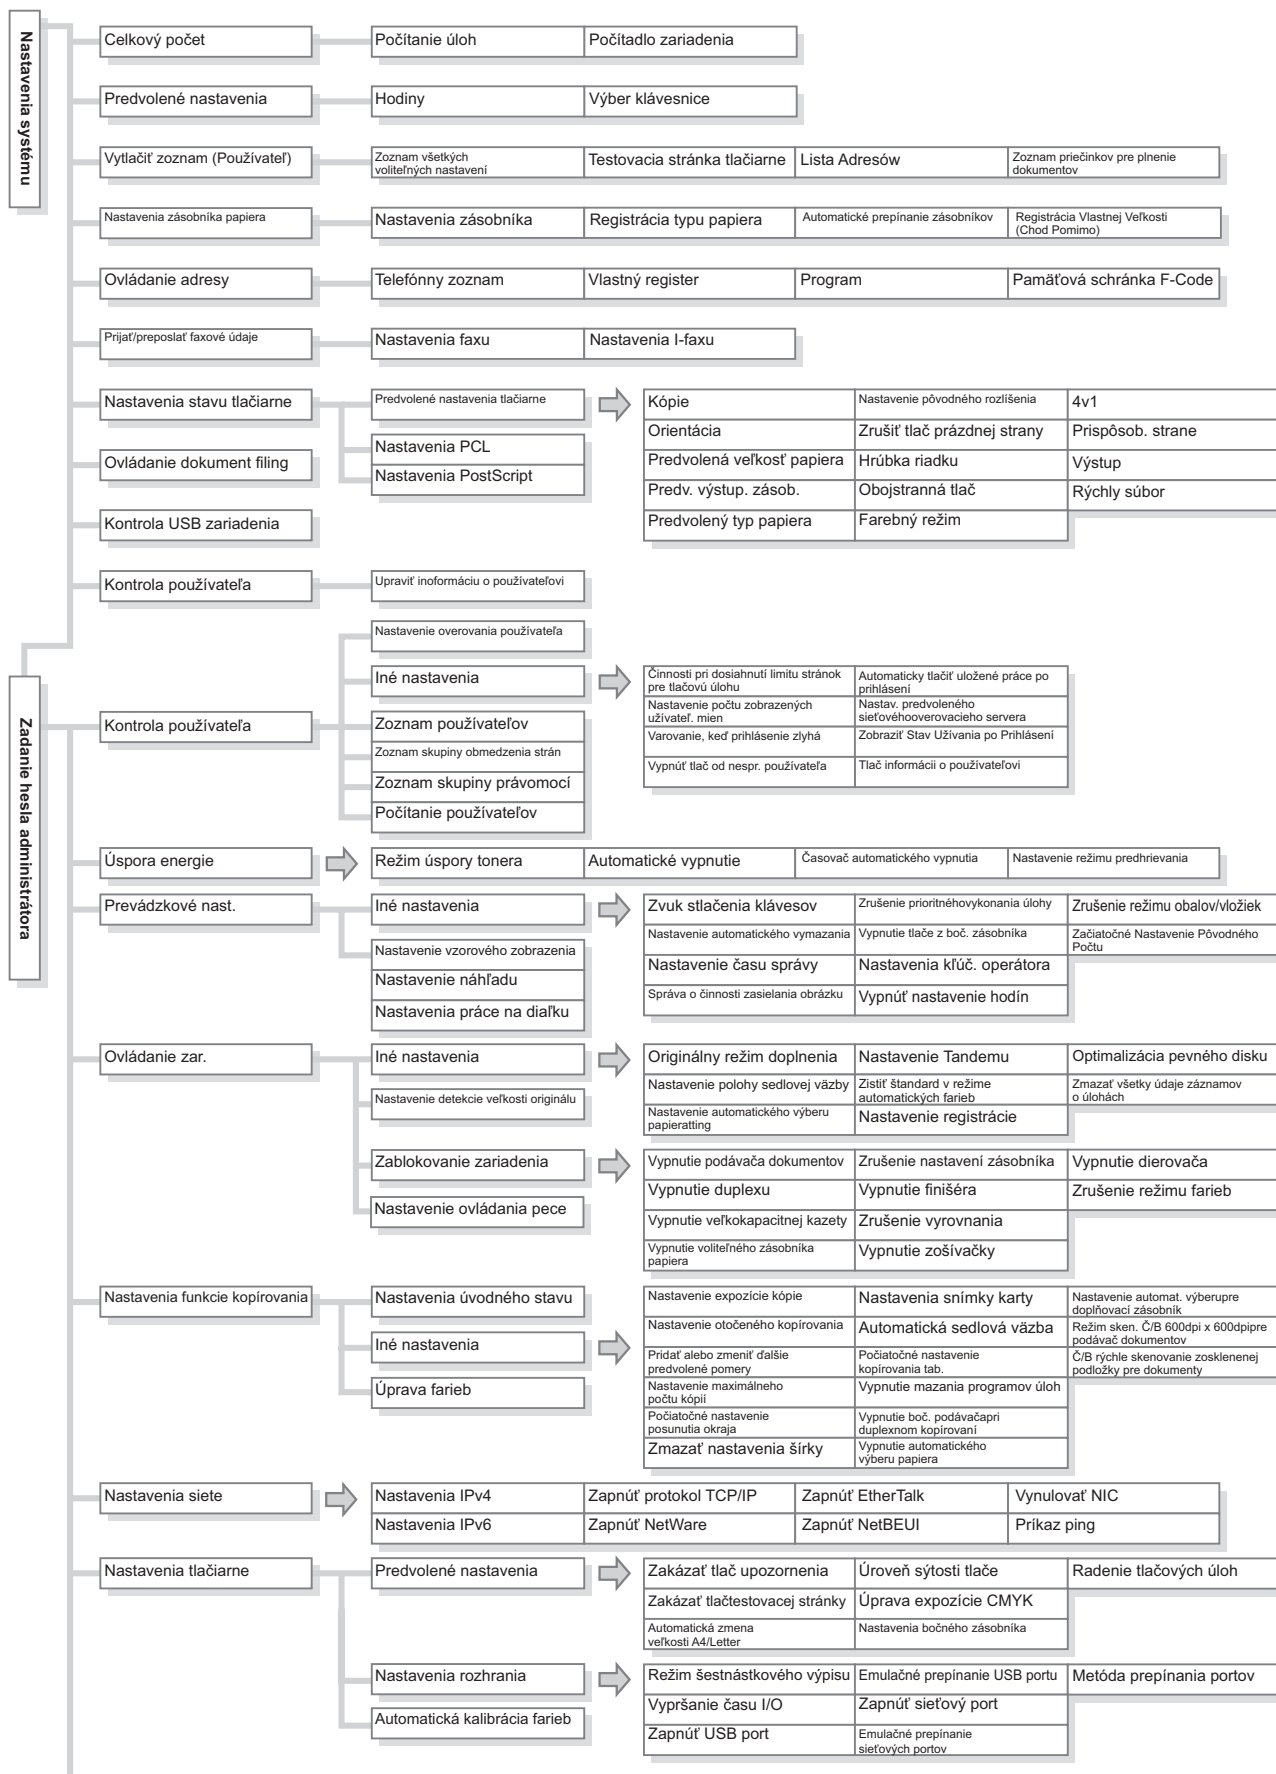 Nastavenia systému
Celkový počet
Počítanie úloh
Počítadlo zariadenia
Predvolené nastavenia
Hodiny
Výber klávesnice
Vytlačiť zoznam (Používateľ)
Zoznam všetkých
voliteľných nastavení
Testovacia stránka tlačiarne
Lista Adresów
Zoznam priečinkov pre plnenie
dokumentov
Nastavenia zásobníka papiera
Nastavenia zásobníka
Registrácia typu papiera
Automatické prepínanie zásobníkov
Registrácia Vlastnej Veľkosti
(Chod Pomimo)
Ovládanie adresy
Telefónny zoznam
Vlastný register
Program
Pamäťová schránka F-Code
Prijať/preposlať faxové údaje
Nastavenia faxu
Nastavenia I-faxu
Nastavenia stavu tlačiarne
Predvolené nastavenia tlačiarne
Kópie
Nastavenie pôvodného rozlíšenia
4v1
Orientácia
Zrušiť tlač prázdnej strany
Prispôsob. strane
Nastavenia PCL
Predvolená veľkosť papiera
Hrúbka riadku
Výstup
Ovládanie dokument filing
Nastavenia PostScript
Predv. výstup. zásob.
Obojstranná tlač
Rýchly súbor
Predvolený typ papiera
Farebný režim
Kontrola USB zariadenia
Kontrola používateľa
Upraviť inoformáciu o používateľovi
Zadanie hesla administrátora
Kontrola používateľa
Nastavenie overovania používateľa
Iné nastavenia
Činnosti pri dosiahnutí limitu stránok
pre tlačovú úlohu
Automaticky tlačiť uložené práce po
prihlásení
Nastavenie počtu zobrazených
užívateľ. mien
Nastav. predvoleného
sieťovéhooverovacieho servera
Varovanie, keď prihlásenie zlyhá
Zobraziť Stav Užívania po Prihlásení
Vypnúť tlač od nespr. používateľa
Tlač informácii o používateľovi
Zoznam používateľov
Zoznam skupiny obmedzenia strán
Zoznam skupiny právomocí
Počítanie používateľov
Úspora energie
Režim úspory tonera
Automatické vypnutie
Časovač automatického vypnutia
Nastavenie režimu predhrievania
Prevádzkové nast.
Iné nastavenia
Zvuk stlačenia klávesov
Zrušenie prioritnéhovykonania úlohy
Zrušenie režimu obalov/vložiek
Nastavenie automatického vymazania
Vypnutie tlače z boč. zásobníka
Začiatočné Nastavenie Pôvodného
Počtu
Nastavenie času správy
Nastavenia kľúč. operátora
Správa o činnosti zasielania obrázku
Vypnúť nastavenie hodín
Nastavenie vzorového zobrazenia
Nastavenie náhľadu
Nastavenia práce na diaľku
Ovládanie zar.
Iné nastavenia
Originálny režim doplnenia
Nastavenie Tandemu
Optimalizácia pevného disku
Nastavenie polohy sedlovej väzby
Zistiť štandard v režime
automatických farieb
Zmazať všetky údaje záznamov
o úlohách
Nastavenie automatického výberu
papieratting
Nastavenie registrácie
Nastavenie detekcie veľkosti originálu
Zablokovanie zariadenia
Vypnutie podávača dokumentov
Zrušenie nastavení zásobníka
Vypnutie dierovača
Vypnutie duplexu
Vypnutie finišéra
Zrušenie režimu farieb
Vypnutie veľkokapacitnej kazety
Zrušenie vyrovnania
Vypnutie voliteľného zásobníka
papiera
Vypnutie zošívačky
Nastavenie ovládania pece
Nastavenia funkcie kopírovania
Nastavenia úvodného stavu
Iné nastavenia
Úprava farieb
Nastavenie expozície kópie
Nastavenia snímky karty
Nastavenie automat. výberupre
doplňovací zásobník
Nastavenie otočeného kopírovania
Automatická sedlová väzba
Režim sken. Č/B 600dpi x 600dpipre
podávač dokumentov
Pridať alebo zmeniť ďalšie
predvolené pomery
Počiatočné nastavenie
kopírovania tab.
Č/B rýchle skenovanie zosklenenej
podložky pre dokumenty
Nastavenie maximálneho
počtu kópií
Vypnutie mazania programov úloh
Počiatočné nastavenie
posunutia okraja
Vypnutie boč. podávačapri
duplexnom kopírovaní
Zmazať nastavenia šírky
Vypnutie automatického
výberu papiera
Nastavenia siete
Nastavenia IPv4
Zapnúť protokol TCP/IP
Zapnúť EtherTalk
Vynulovať NIC
Nastavenia IPv6
Zapnúť NetWare
Zapnúť NetBEUI
Príkaz ping
Nastavenia tlačiarne
Predvolené nastavenia
Zakázať tlač upozornenia
Úroveň sýtosti tlače
Radenie tlačových úloh
Zakázať tlačtestovacej stránky
Úprava expozície CMYK
Automatická zmena
veľkosti A4/Letter
Nastavenia bočného zásobníka
Nastavenia rozhrania
Režim šestnástkového výpisu
Emulačné prepínanie USB portu
Metóda prepínania portov
Vypršanie času I/O
Zapnúť sieťový port
Zapnúť USB port
Emulačné prepínanie
sieťových portov
Automatická kalibrácia farieb